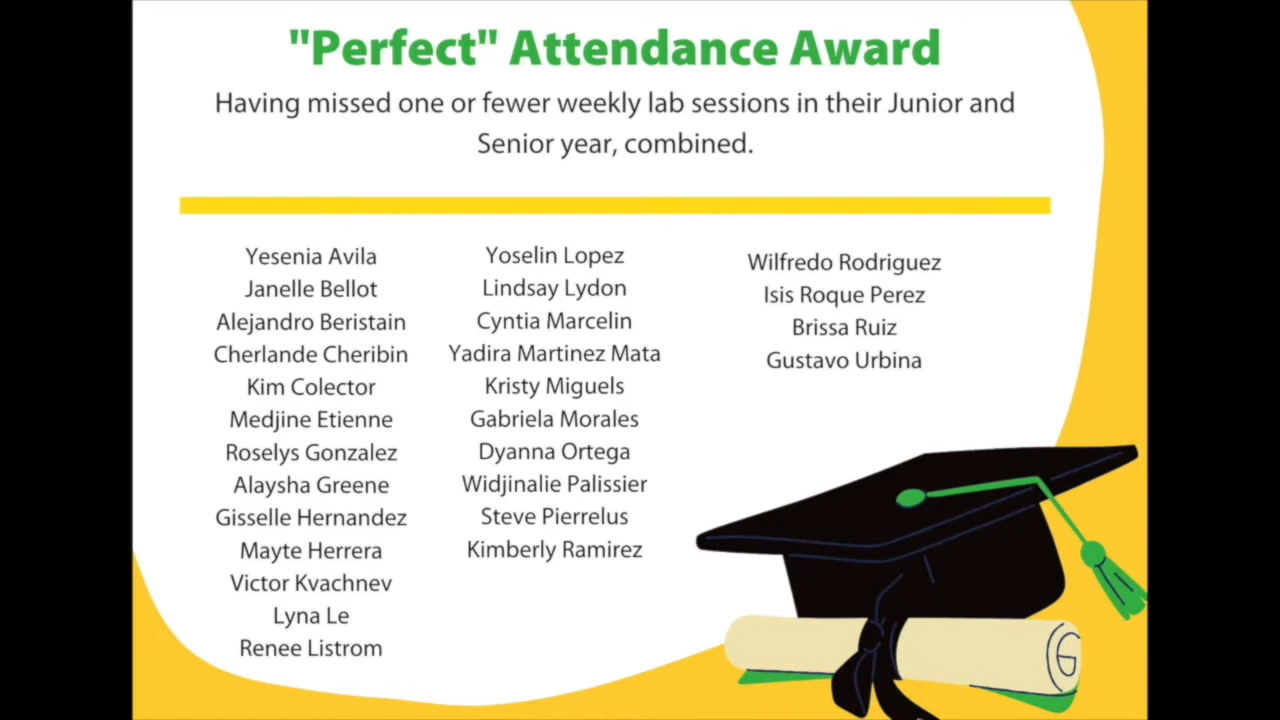 "Perfect" Attendance Award
Having missed one or fewer weekly lab sessions in their Junior and
Senior year, combined.
Yesenia Avila
Janelle Bellot
Alejandro Beristain
Cherlande Cheribin
Kim Colector
Medjine Etienne
Roselys Gonzalez
Alaysha Greene
Gisselle Hernandez
Mayte Herrera
Victor Kvachnev
Lyna Le
Renee Listrom
Yoselin Lopez
Lindsay Lydon
Cyntia Marcelin
Yadira Martinez Mata
Kristy Miguels
Gabriela Morales
Dyanna Ortega
Widjinalie Palissier
Steve Pierrelus
Kimberly Ramirez
Wilfredo Rodriguez
Isis Roque Perez
Brissa Ruiz
Gustavo Urbina